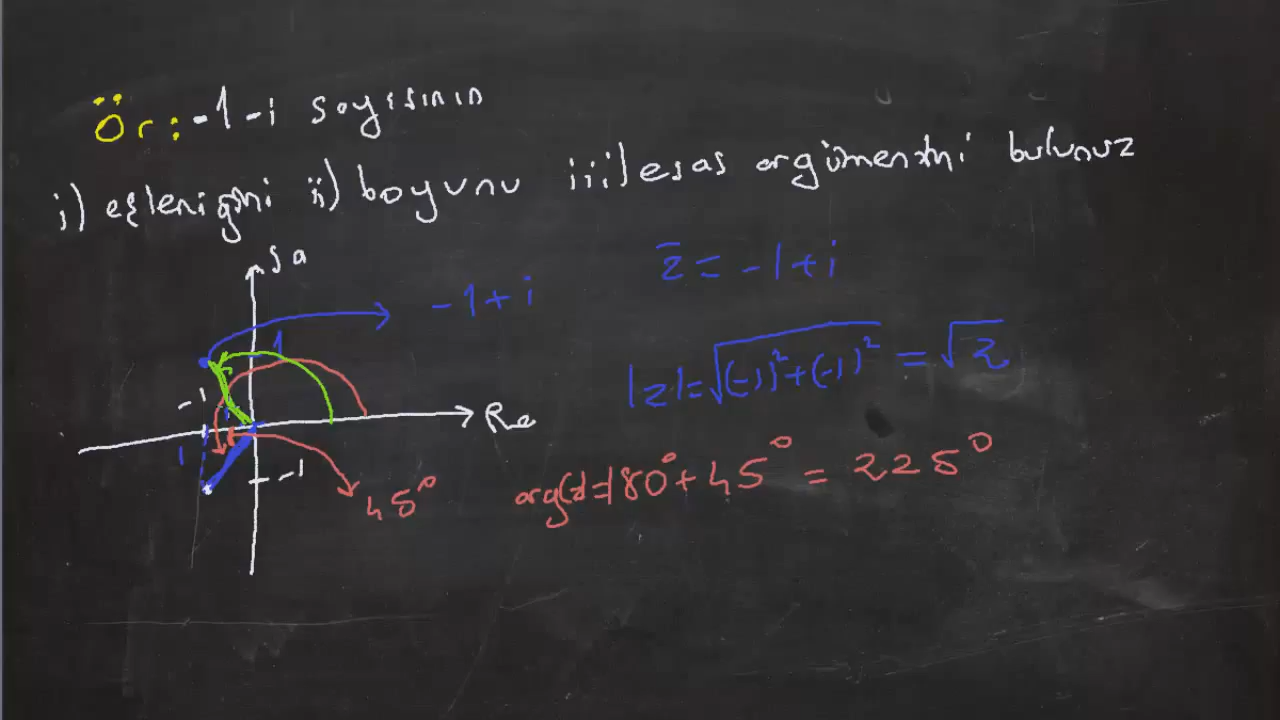 Ör: -1-i sayısının
i) eşleniğini ii) boyunu iii) esas argümentini bulunuz
Sa
z̅ = -1+i
-1+i
1
|z|=√(-1)²+(-1)² = √2
-1
Re
1
-1
45°
arg(z)=180°+45° = 225°